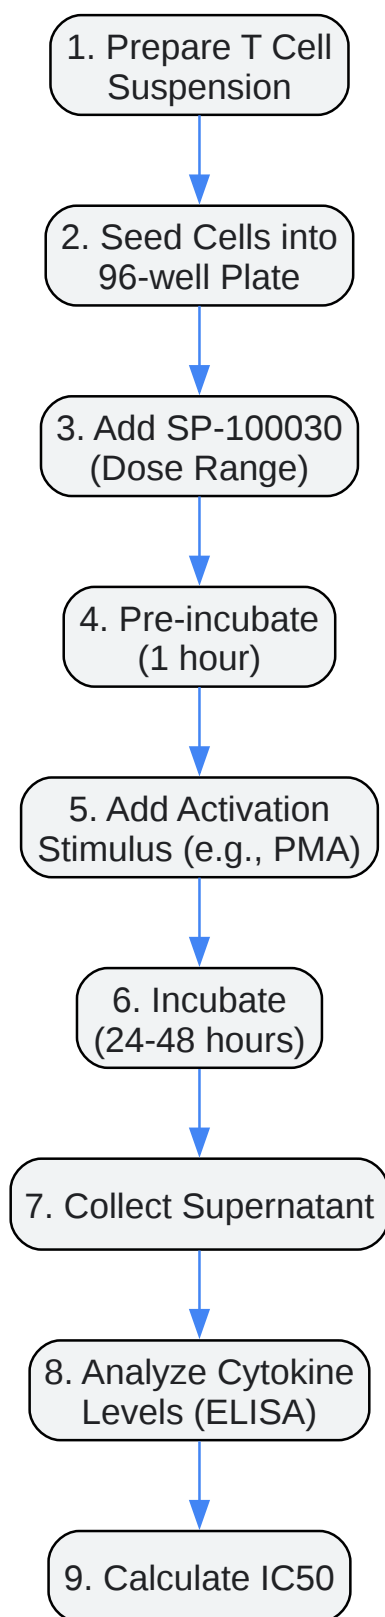 1. Prepare T Cell
Suspension
2. Seed Cells into
96-well Plate
3. Add SP-100030
(Dose Range)
4. Pre-incubate
(1 hour)
5. Add Activation
Stimulus (e.g., PMA)
6. Incubate
(24-48 hours)
7. Collect Supernatant
8. Analyze Cytokine
Levels (ELISA)
9. Calculate IC50